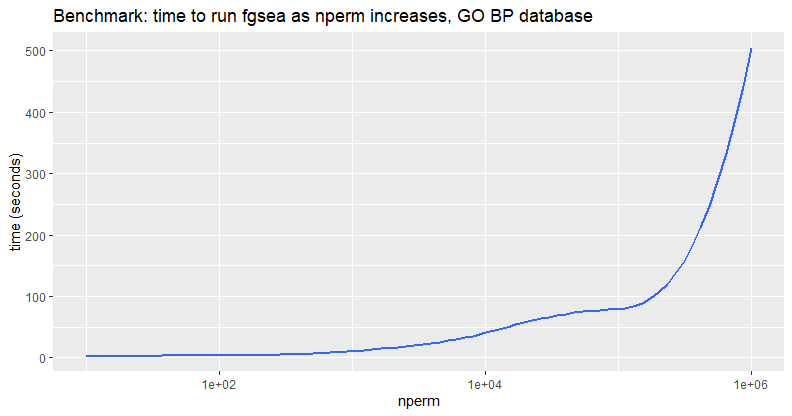 Benchmark: time to run fgsea as nperm increases, GO BP database
500
400
300
200
100
0
time (seconds)
1e+02 1e+04 1e+06
nperm